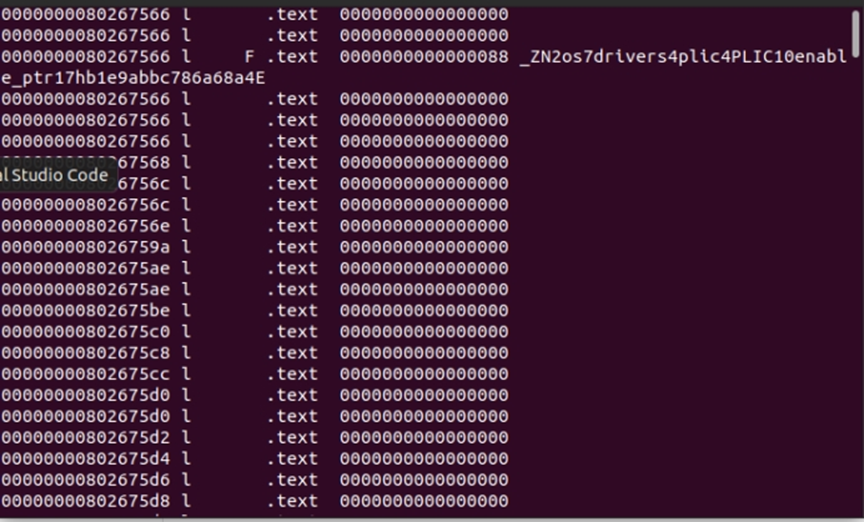 0000000080267566 l       .text  0000000000000000
0000000080267566 l       .text  0000000000000000
0000000080267566 l     F .text  0000000000000088 _ZN2os7drivers4plic4PLIC10enabl
e_ptr17hb1e9abbc786a68a4E
0000000080267566 l       .text  0000000000000000
0000000080267566 l       .text  0000000000000000
0000000080267566 l       .text  0000000000000000
67568 l       .text  0000000000000000
al Studio Code
6756c l       .text  0000000000000000
000000008026756c l       .text  0000000000000000
000000008026756e l       .text  0000000000000000
000000008026759a l       .text  0000000000000000
00000000802675ae l       .text  0000000000000000
00000000802675ae l       .text  0000000000000000
00000000802675be l       .text  0000000000000000
00000000802675c0 l       .text  0000000000000000
00000000802675c8 l       .text  0000000000000000
00000000802675cc l       .text  0000000000000000
00000000802675d0 l       .text  0000000000000000
00000000802675d0 l       .text  0000000000000000
00000000802675d2 l       .text  0000000000000000
00000000802675d4 l       .text  0000000000000000
00000000802675d6 l       .text  0000000000000000
00000000802675d8 l       .text  0000000000000000